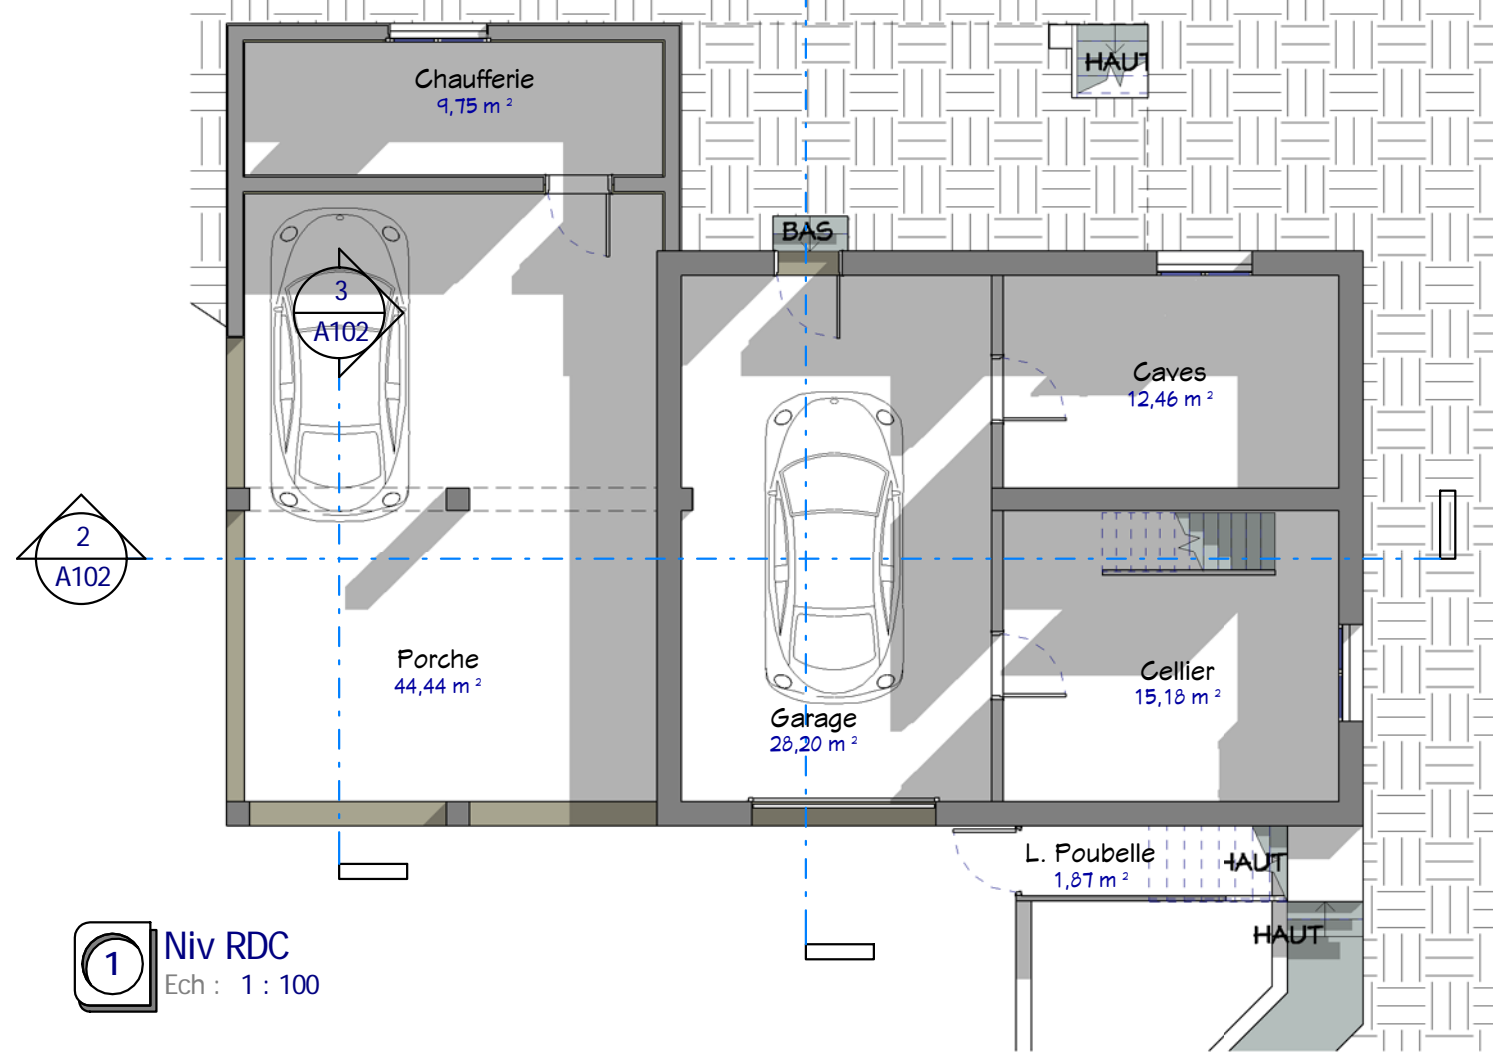 HAUT
Chaufferie
9,75 m²
BAS
3
A102
Caves
12,46 m²
2
A102
Porche
44,44 m²
Cellier
15,18 m²
Garage
28,20 m²
L. Poubelle
1,87 m²
HAUT
HAUT
1
Niv RDC
Ech : 1 : 100